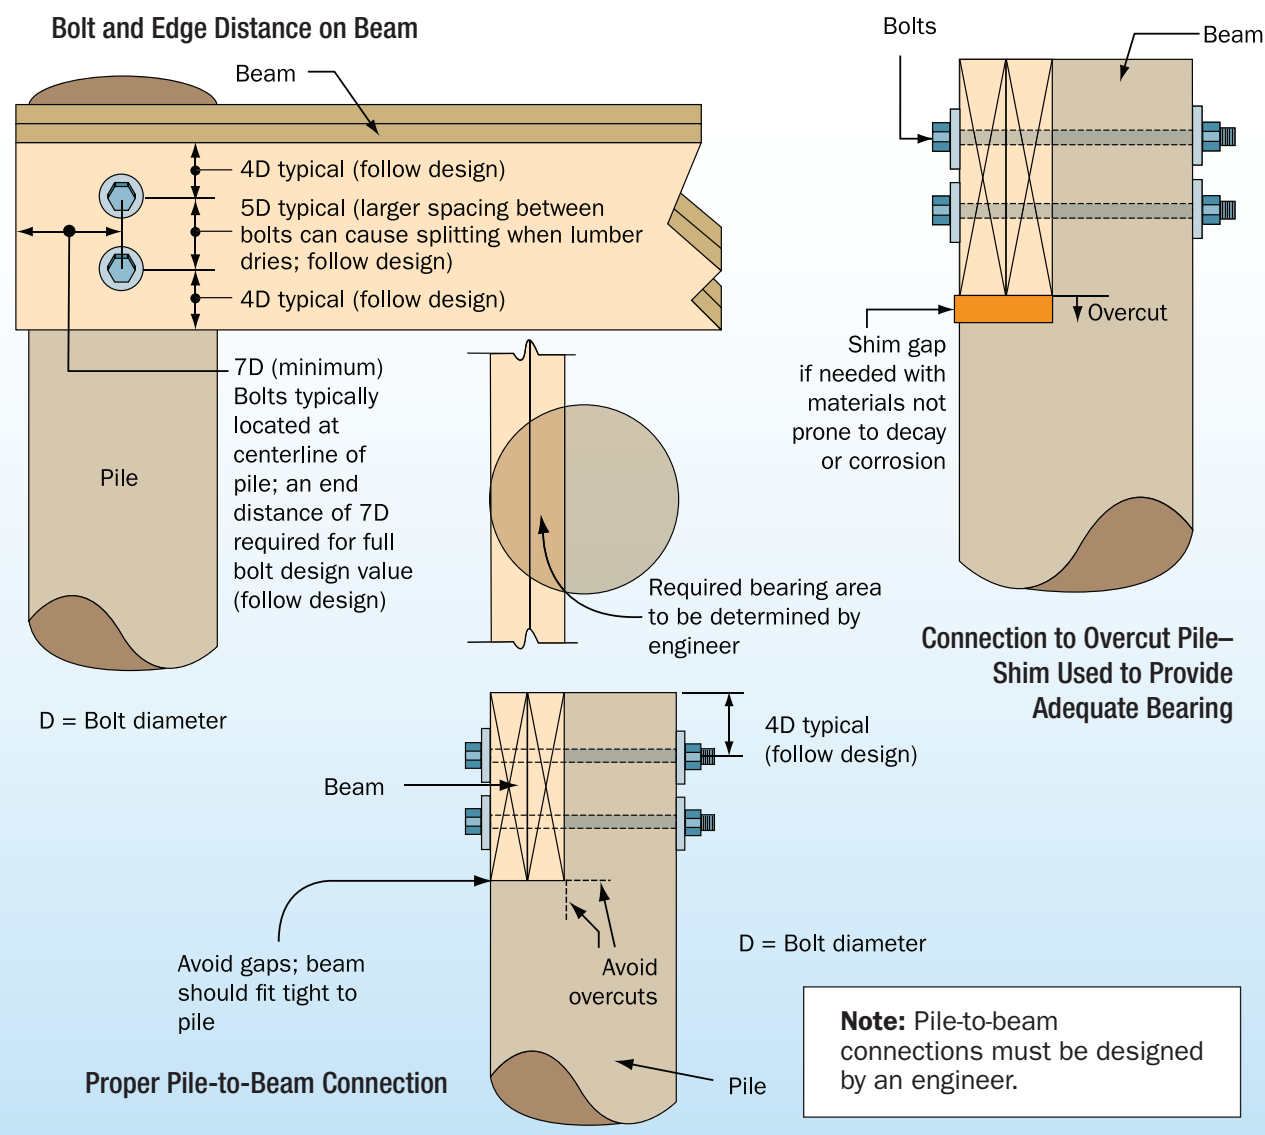 Bolt and Edge Distance on Beam
Beam
4D typical (follow design)
5D typical (larger spacing between
bolts can cause splitting when lumber
dries; follow design)
4D typical (follow design)
7D (minimum)
Bolts typically
located at
centerline of
pile; an end
distance of 7D
required for full
bolt design value
(follow design)
Pile
D = Bolt diameter
Required bearing area
to be determined by
engineer
Bolts
Beam
Overcut
Shim gap
if needed with
materials not
prone to decay
or corrosion
Connection to Overcut Pile–
Shim Used to Provide
Adequate Bearing
4D typical
(follow design)
Beam
Avoid gaps; beam
should fit tight to
pile
Avoid
overcuts
D = Bolt diameter
Pile
Proper Pile-to-Beam Connection
Note: Pile-to-beam
connections must be designed
by an engineer.